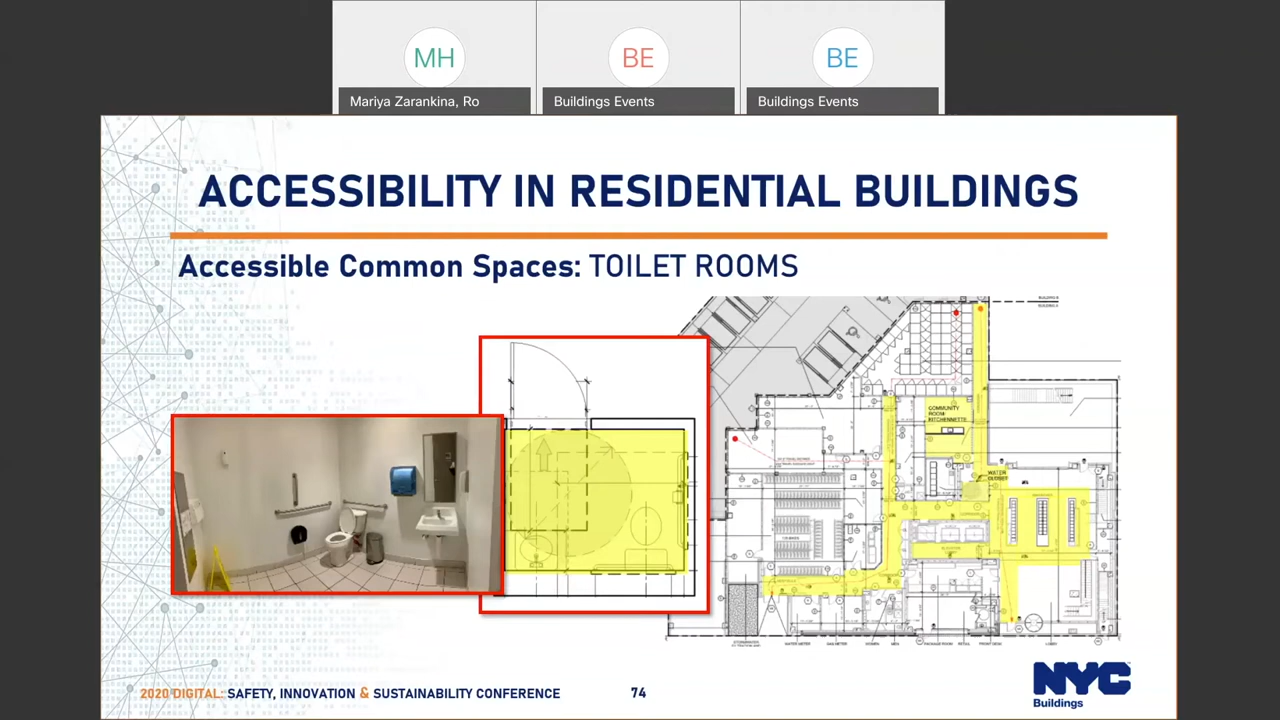 MH
BE
BE
Mariya Zarankina, Ro
Buildings Events
Buildings Events
ACCESSIBILITY IN RESIDENTIAL BUILDINGS
Accessible Common Spaces: TOILET ROOMS
COMMUNITY
ROOM
KITCHENNETTE
WATER
CLOSET
2020 DIGITAL: SAFETY, INNOVATION & SUSTAINABILITY CONFERENCE
74
NYC
Buildings